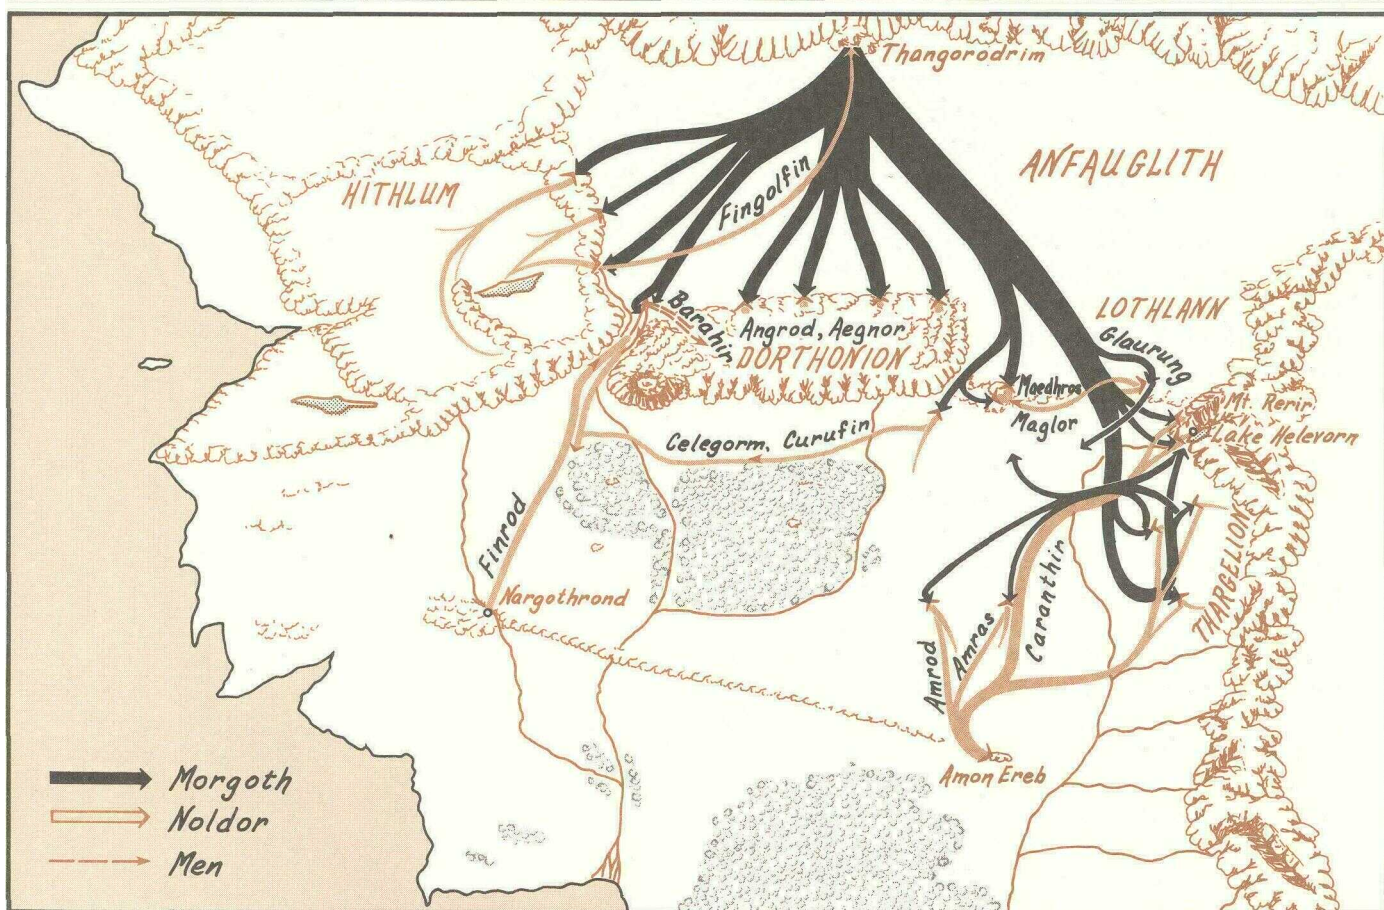 Thangorodrim
ANFAUGLITH
HITHLUM
Fingolfin
LOTHLANN
Glaurung
Barahir
Angrod, Aegnor
DORTHONION
Maedhros
Maglor
Mt. Rerir
Lake Helevorn
Celegorm, Curufin
Finrod
Nargothrond
Caranthir
THARGELION
Amrod
Amras
Amon Ereb
Morgoth
Noldor
Men